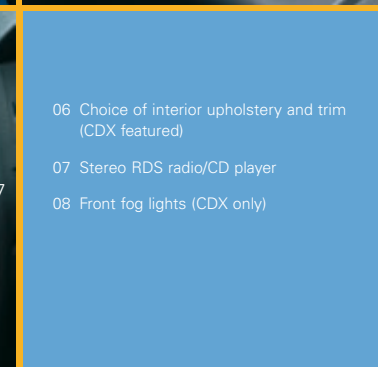 06 Choice of interior upholstery and trim
(CDX featured)
07 Stereo RDS radio/CD player
08 Front fog lights (CDX only)
7